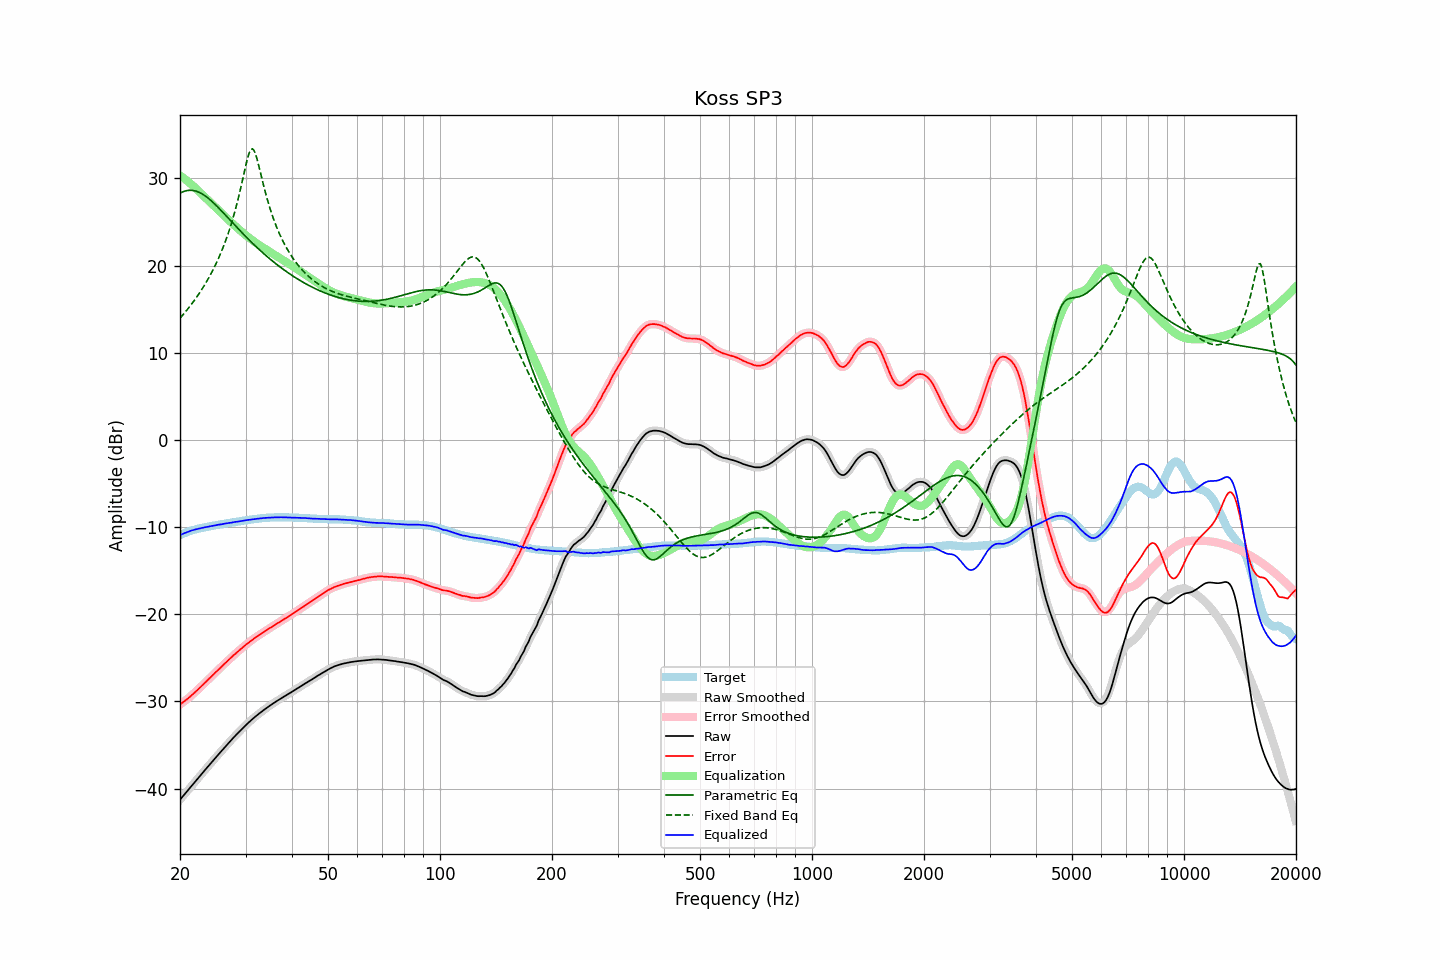 Koss SP3
Amplitude (dBr)
30
20
10
0
−10
−20
−30
−40
Target
Raw Smoothed
Error Smoothed
Raw
Error
Equalization
Parametric Eq
Fixed Band Eq
Equalized
20
50
100
200
500
1000
2000
5000
10000
20000
Frequency (Hz)